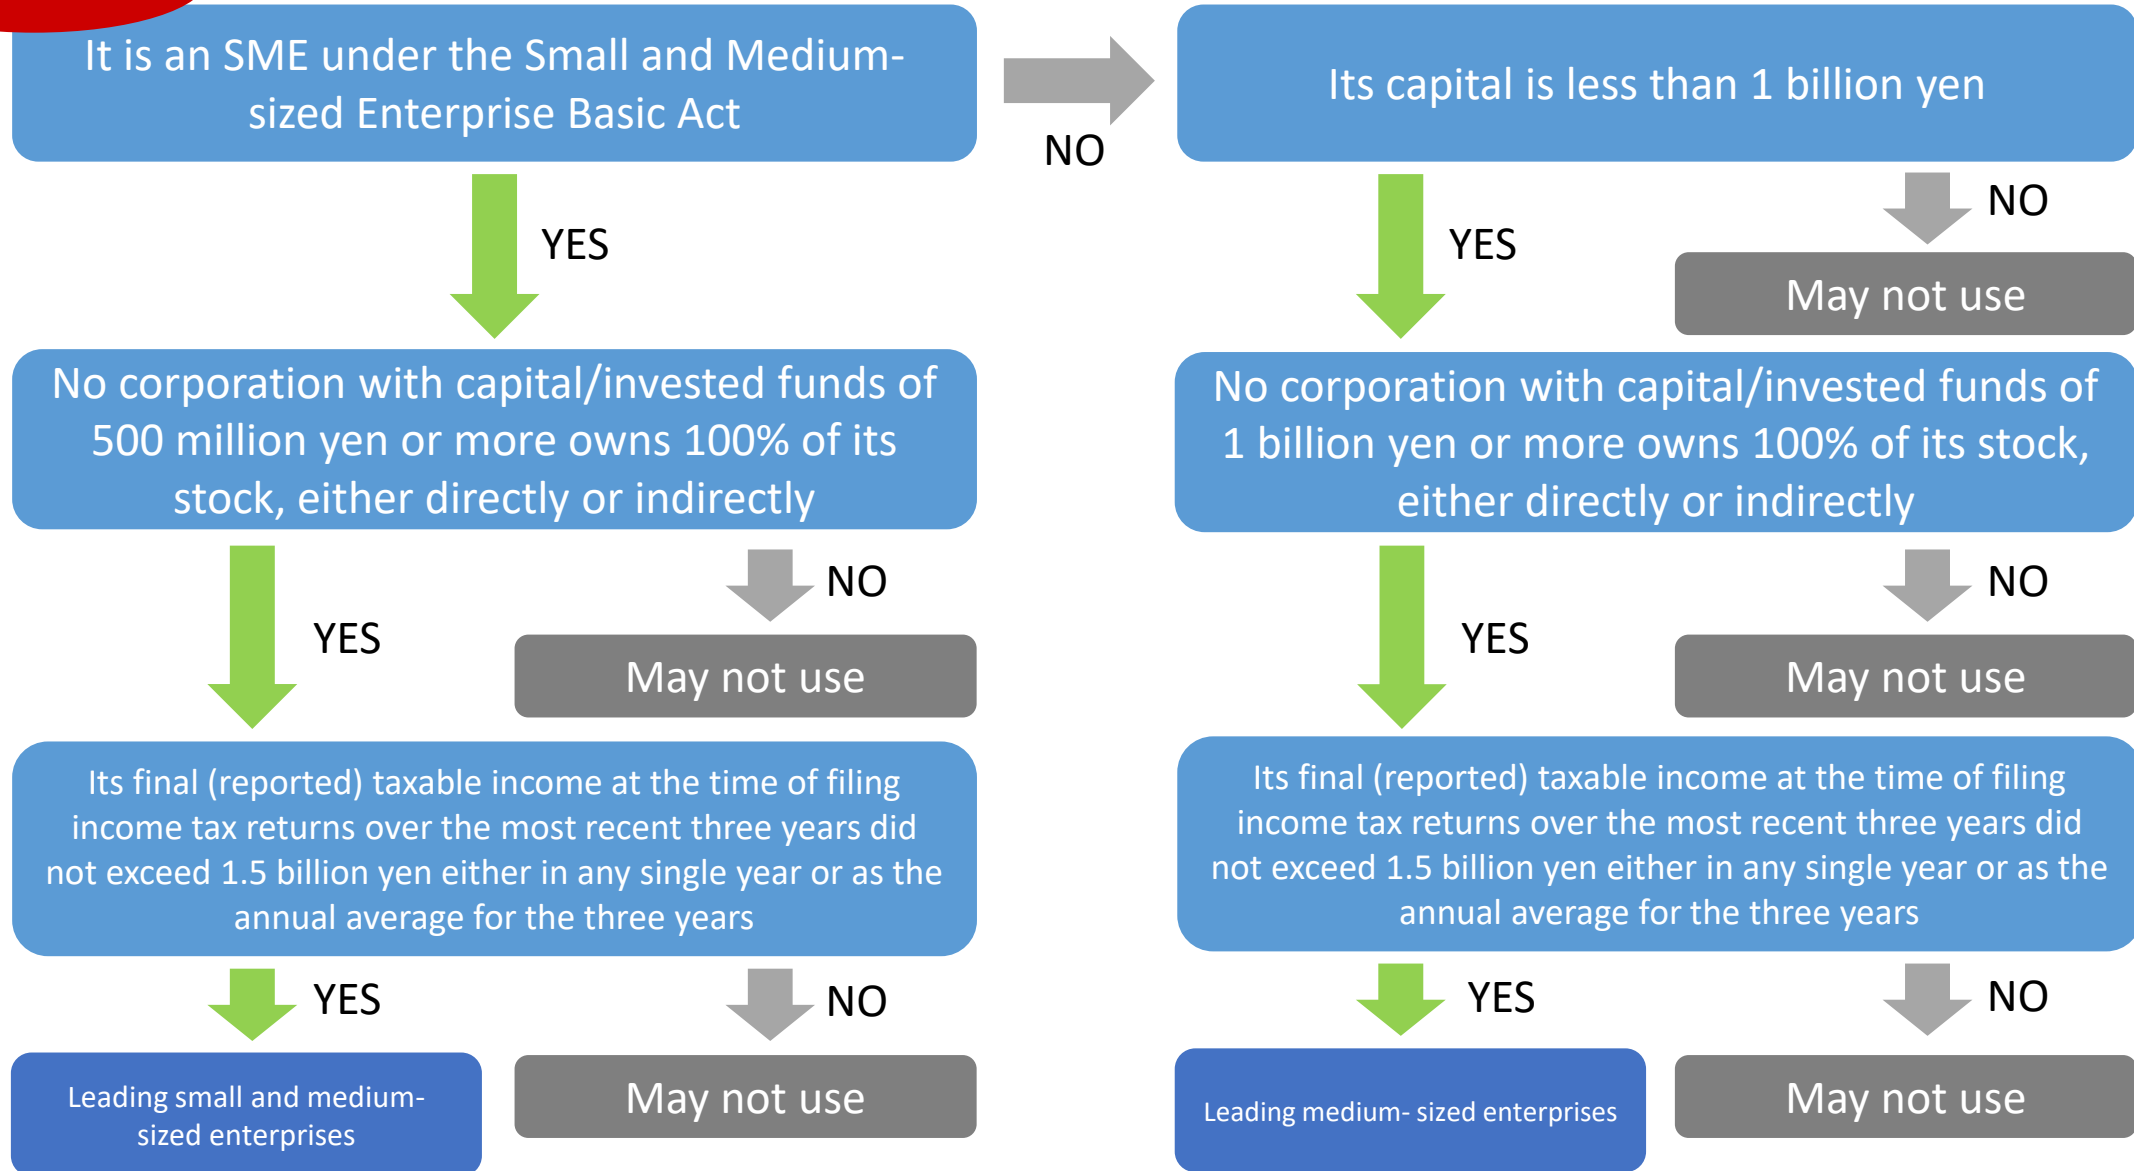 It is an SME under the Small and Medium-
sized Enterprise Basic Act
NO
Its capital is less than 1 billion yen
YES
YES
NO
May not use
No corporation with capital/invested funds of
500 million yen or more owns 100% of its
stock, either directly or indirectly
No corporation with capital/invested funds of
1 billion yen or more owns 100% of its stock,
either directly or indirectly
YES
NO
May not use
YES
NO
May not use
Its final (reported) taxable income at the time of filing
income tax returns over the most recent three years did
not exceed 1.5 billion yen either in any single year or as the
annual average for the three years
Its final (reported) taxable income at the time of filing
income tax returns over the most recent three years did
not exceed 1.5 billion yen either in any single year or as the
annual average for the three years
YES
NO
YES
NO
Leading small and medium-
sized enterprises
May not use
Leading medium- sized enterprises
May not use